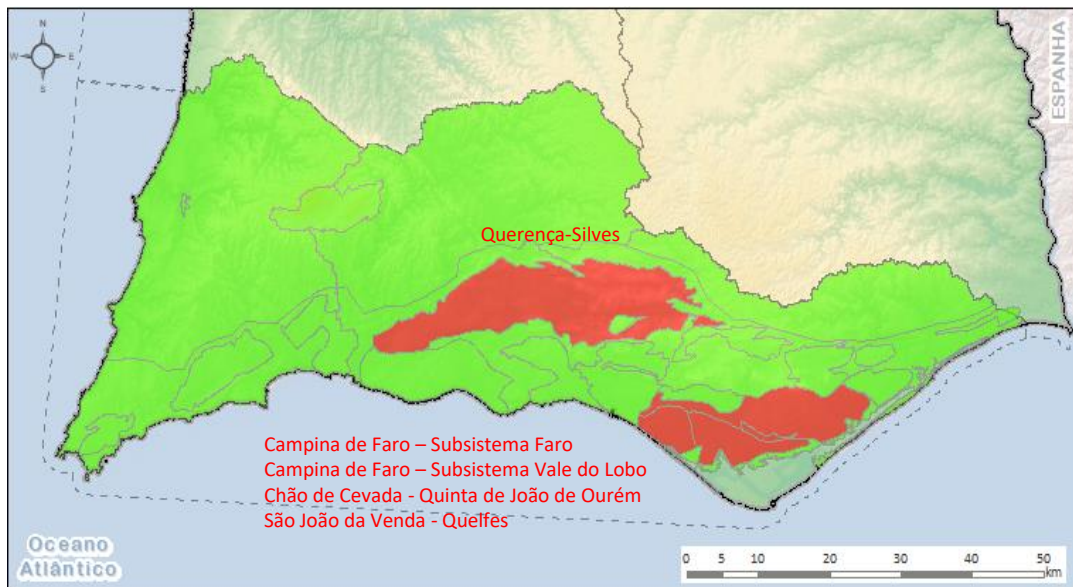 N
W E
S
ESPANHA
Querença-Silves
Campina de Faro – Subsistema Faro
Campina de Faro – Subsistema Vale do Lobo
Chão de Cevada - Quinta de João de Ourém
São João da Venda - Quelfes
Oceano
Atlântico
0 5 10 20 30 40 50
km